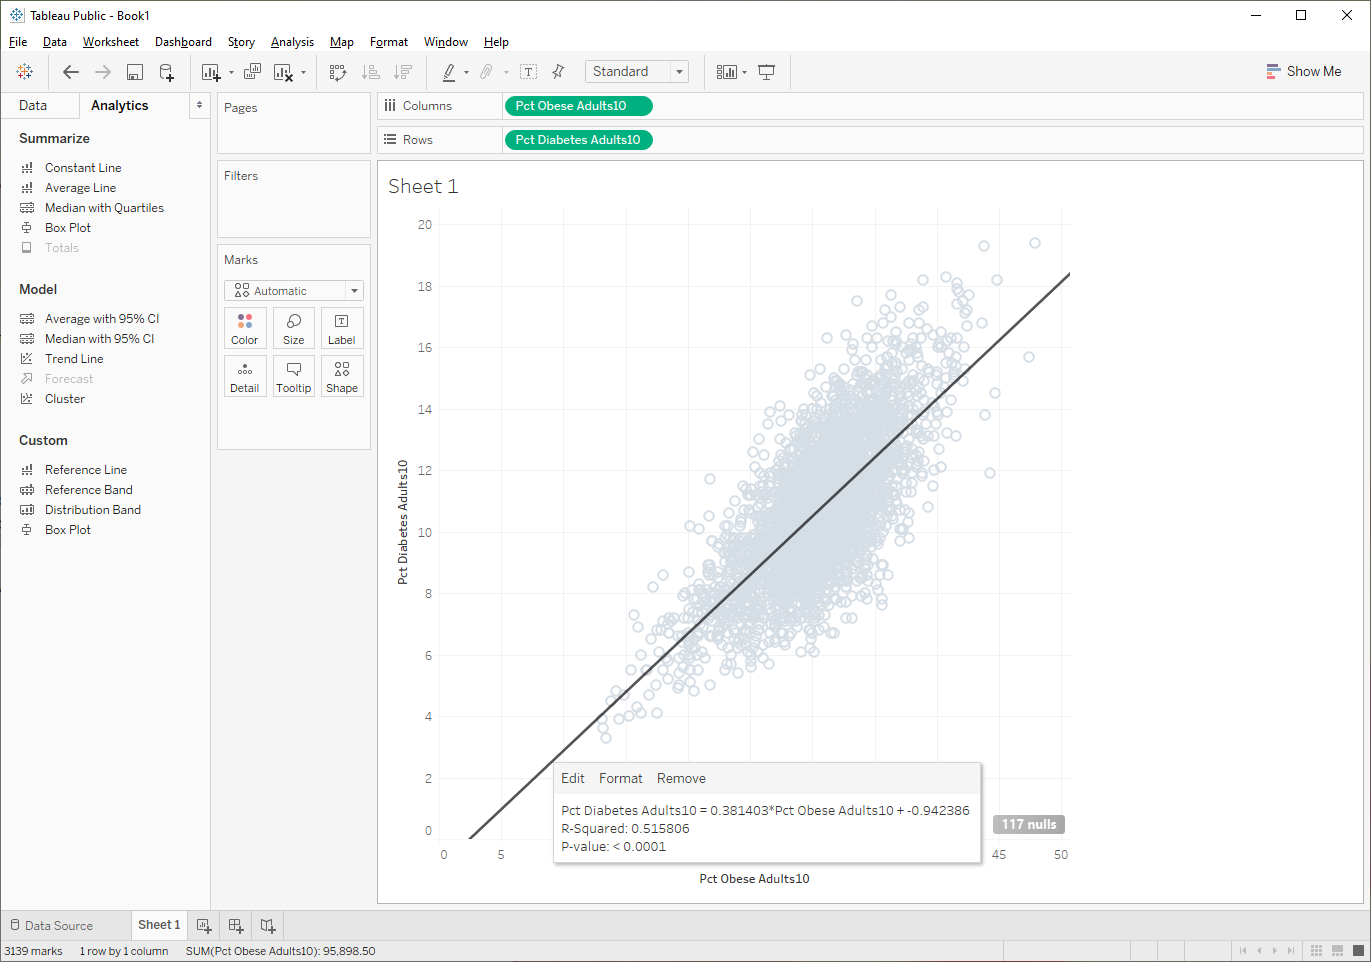 Tableau Public - Book1
File Data Worksheet Dashboard Story Analysis Map Format Window Help
Standard
Show Me
Data Analytics
Summarize
Constant Line
Average Line
Median with Quartiles
Box Plot
Totals
Model
Average with 95% CI
Median with 95% CI
Trend Line
Forecast
Cluster
Custom
Reference Line
Reference Band
Distribution Band
Box Plot
Pages
Filters
Marks
Automatic
Color Size Label
Detail Tooltip Shape
Columns Pct Obese Adults10
Rows Pct Diabetes Adults10
Sheet 1
20
18
16
14
12
10
8
6
4
2
0
Pct Diabetes Adults10
Edit Format Remove
Pct Diabetes Adults10 = 0.381403*Pct Obese Adults10 + -0.942386
R-Squared: 0.515806
P-value: < 0.0001
117 nulls
0 5 45 50
Pct Obese Adults10
Data Source Sheet 1
3139 marks 1 row by 1 column SUM(Pct Obese Adults10): 95,898.50